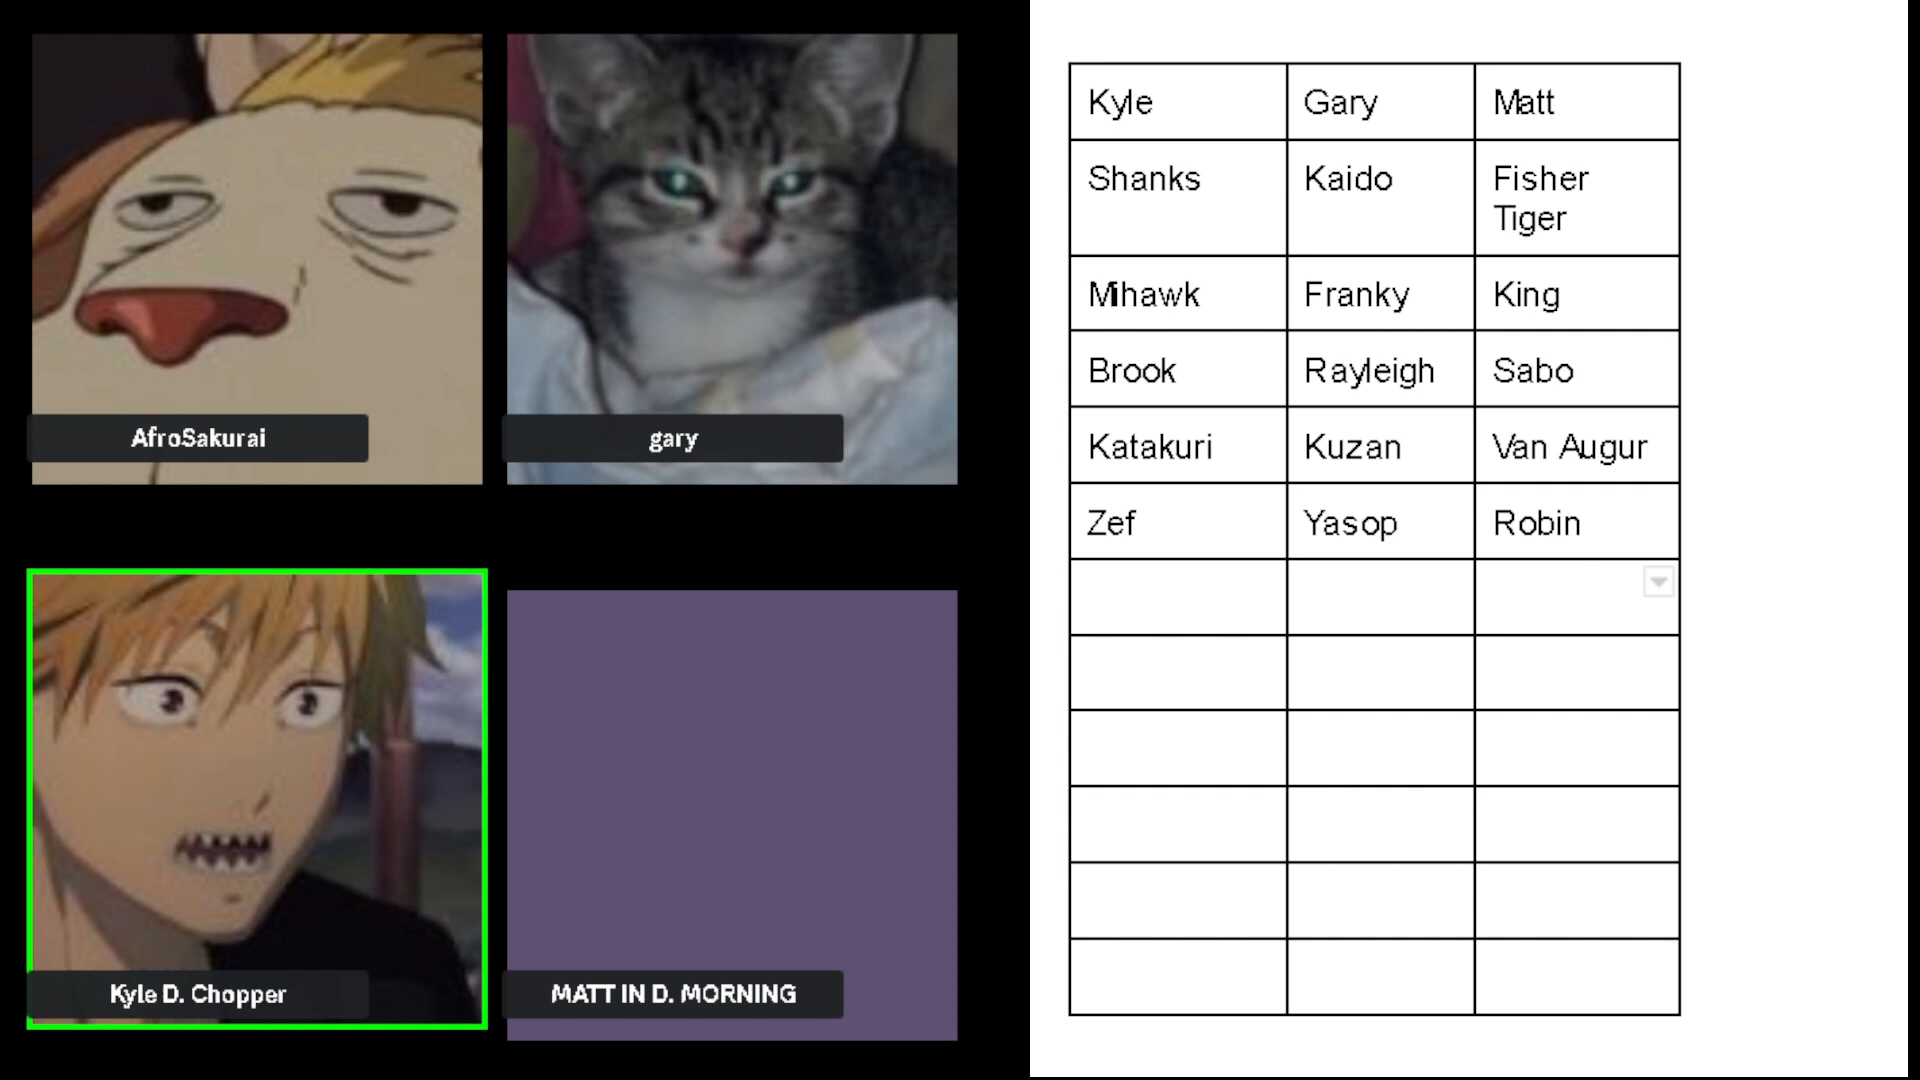 AfroSakurai
gary
Kyle D. Chopper
MATT IN D. MORNING
Kyle Gary Matt
Shanks Kaido Fisher
Tiger
Mihawk Franky King
Brook Rayleigh Sabo
Katakuri Kuzan Van Augur
Zef Yasop Robin